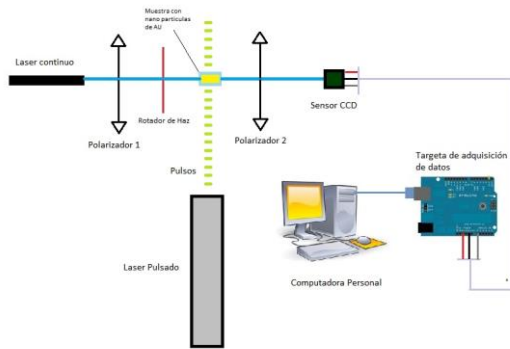 Muestra con
nano particulas
de AU
Laser continuo
Rotador de Haz
Sensor CCD
Polarizador 1
Polarizador 2
Pulsos
Targeta de adquisición
de datos
Laser Pulsado
Computadora Personal